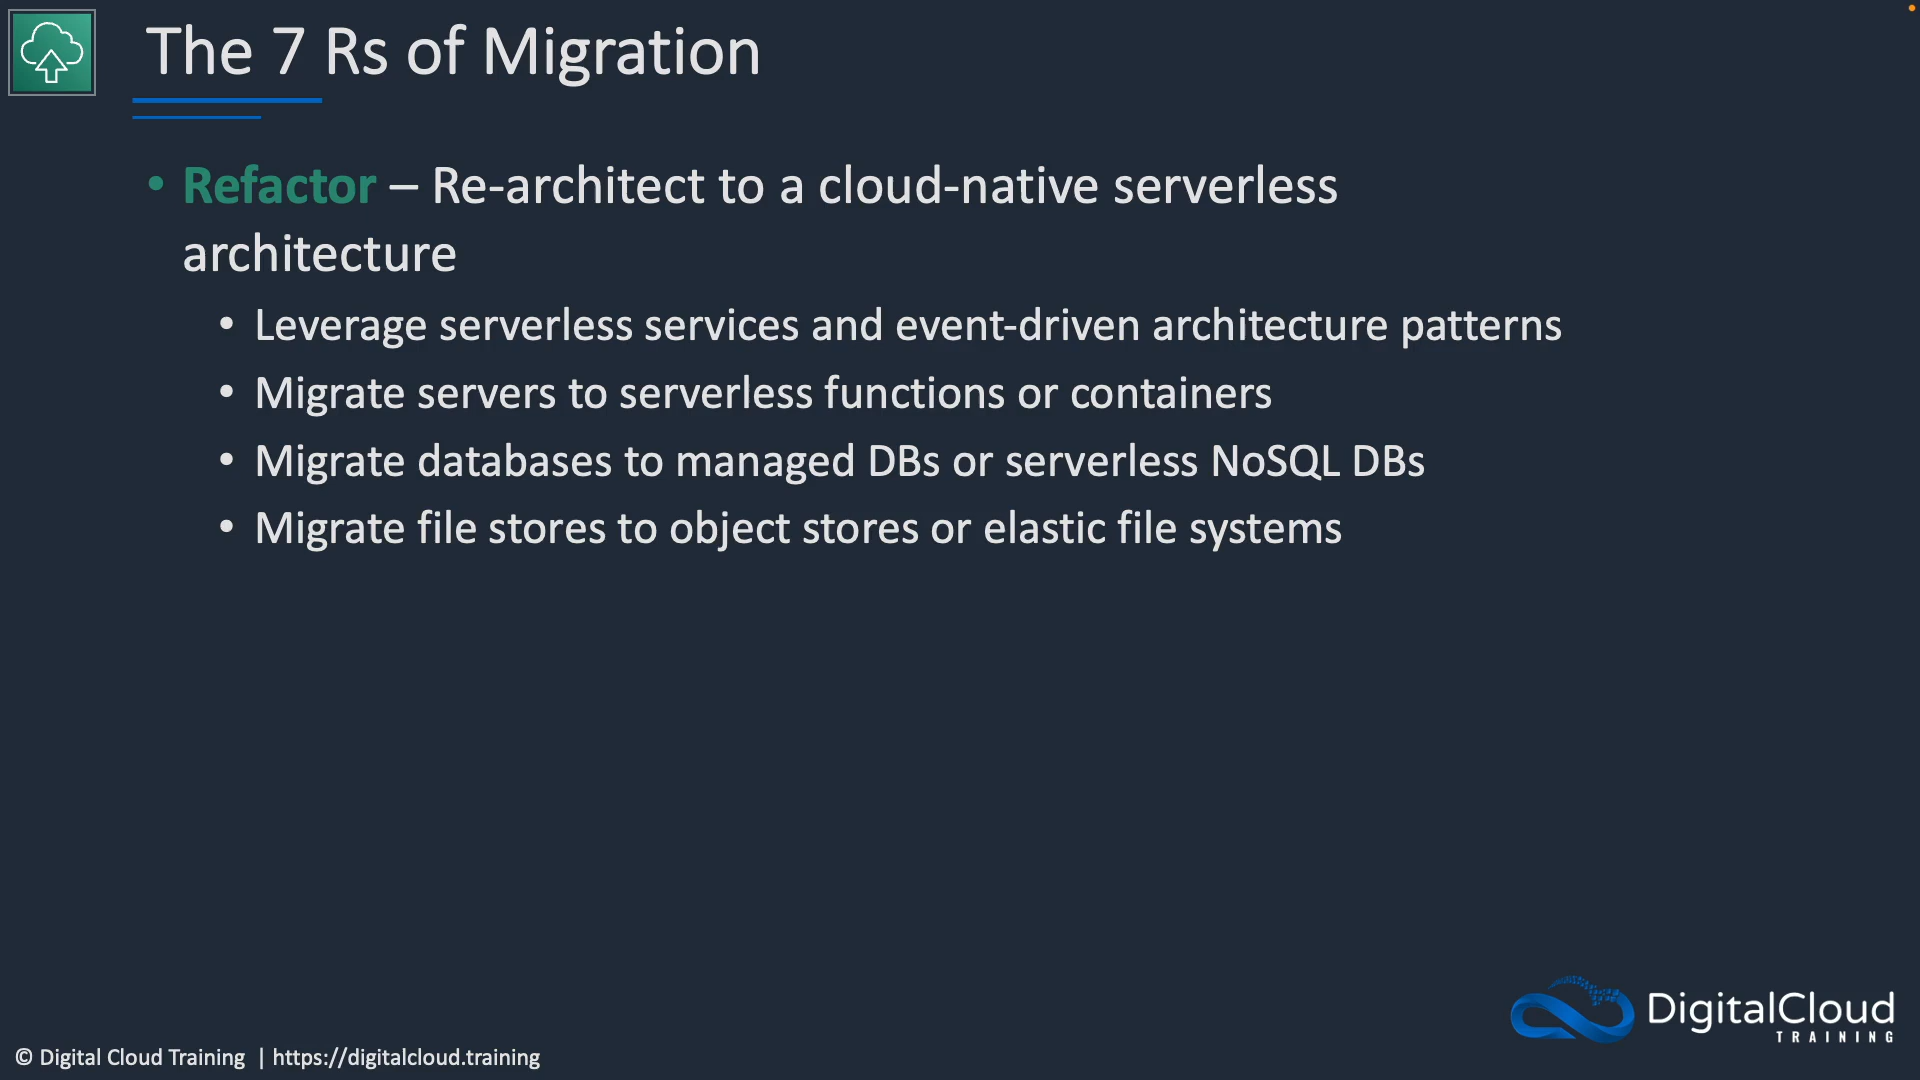 The 7 Rs of Migration
• Refactor – Re-architect to a cloud-native serverless
architecture
• Leverage serverless services and event-driven architecture patterns
• Migrate servers to serverless functions or containers
• Migrate databases to managed DBs or serverless NoSQL DBs
• Migrate file stores to object stores or elastic file systems
DigitalCloud
TRAINING
© Digital Cloud Training | https://digitalcloud.training